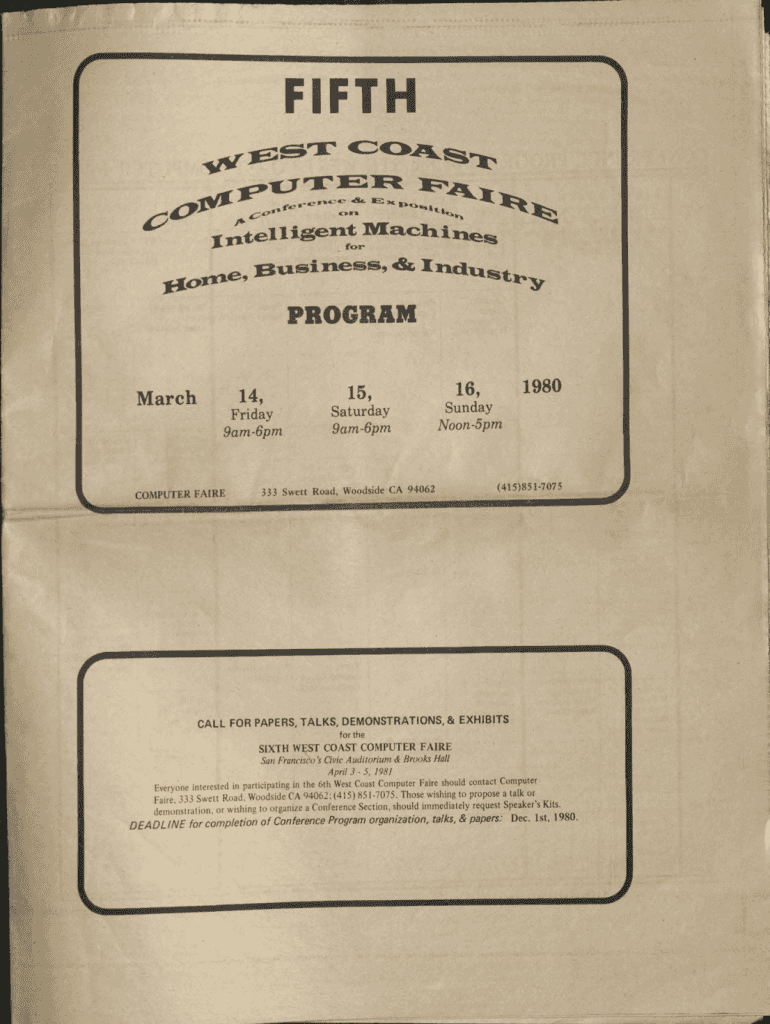 FIFTH
WEST COAST
COMPUTER FAIRE
A Conference & Exposition
on
Intelligent Machines
for
Home, Business, & Industry
PROGRAM
March 14, 15, 16, 1980
Friday Saturday Sunday
9am-6pm 9am-6pm Noon-5pm
COMPUTER FAIRE 333 Swett Road, Woodside CA 94062 (415)851-7075
CALL FOR PAPERS, TALKS, DEMONSTRATIONS, & EXHIBITS
for the
SIXTH WEST COAST COMPUTER FAIRE
San Francisco's Civic Auditorium & Brooks Hall
April 3 - 5, 1981
Everyone interested in participating in the 6th West Coast Computer Faire should contact Computer
Faire, 333 Swett Road, Woodside CA 94062; (415) 851-7075. Those wishing to propose a talk or
demonstration, or wishing to organize a Conference Section, should immediately request Speaker's Kits.
DEADLINE for completion of Conference Program organization, talks, & papers: Dec. 1st, 1980.